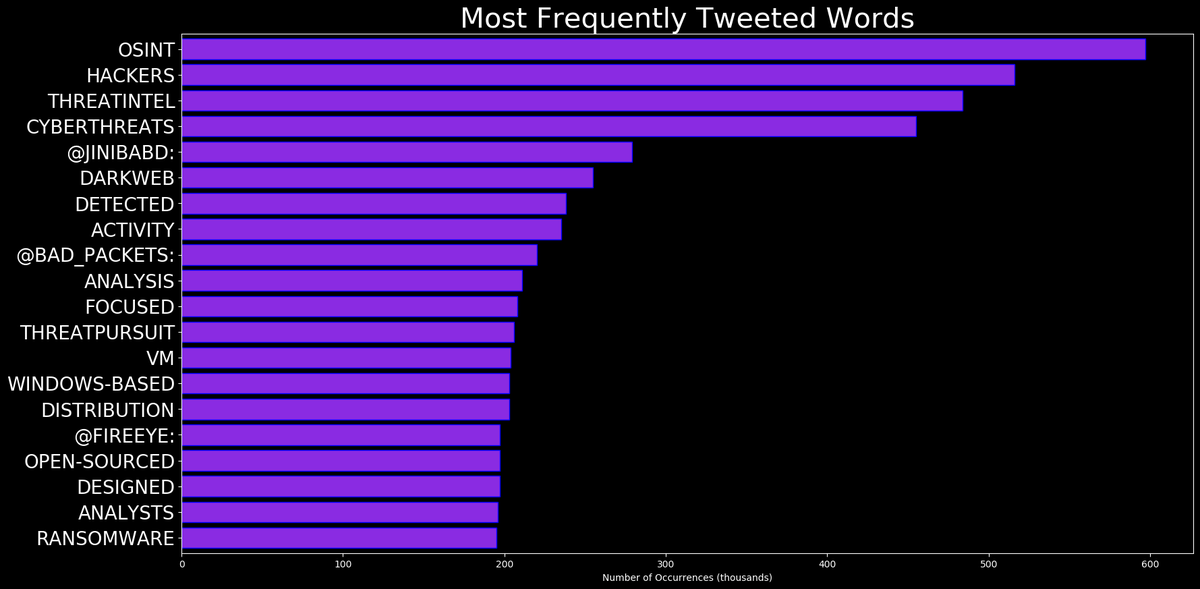 Most Frequently Tweeted Words
OSINT
HACKERS
THREATINTEL
CYBERTHREATS
@JINIBABD:
DARKWEB
DETECTED
ACTIVITY
@BAD_PACKETS:
ANALYSIS
FOCUSED
THREATPURSUIT
VM
WINDOWS-BASED
DISTRIBUTION
@FIREEYE:
OPEN-SOURCED
DESIGNED
ANALYSTS
RANSOMWARE
0 100 200 300 400 500 600
Number of Occurrences (thousands)